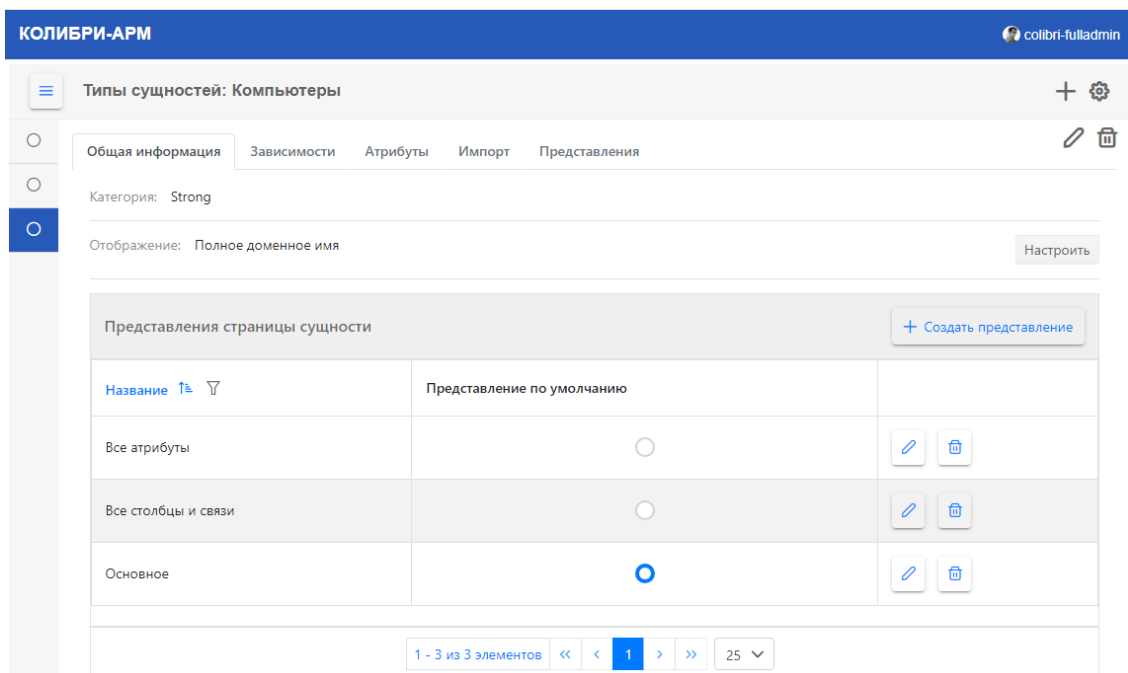 КОЛИБРИ-АРМ
colibri-fulladmin
Типы сущностей: Компьютеры
Общая информация Зависимости Атрибуты Импорт Представления
Категория: Strong
Отображение: Полное доменное имя
Настроить
Представления страницы сущности
+ Создать представление
Название Представление по умолчанию
Все атрибуты
Все столбцы и связи
Основное
1 - 3 из 3 элементов << < 1 > >> 25